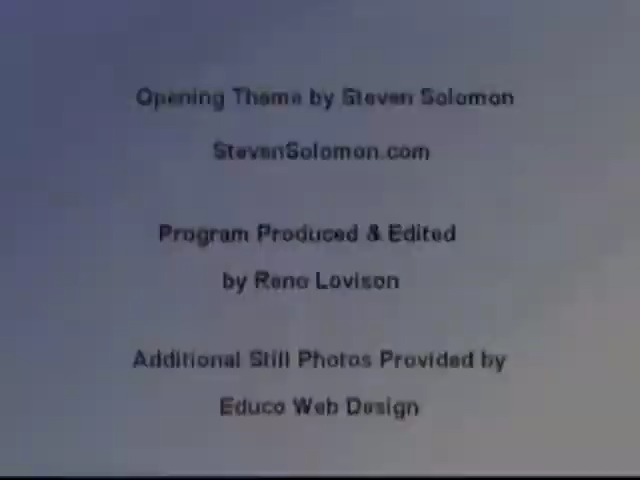 Opening Theme by Steven Solomon
StevenSolomon.com
Program Produced & Edited
by Reno Lovison
Additional Still Photos Provided by
Educo Web Design